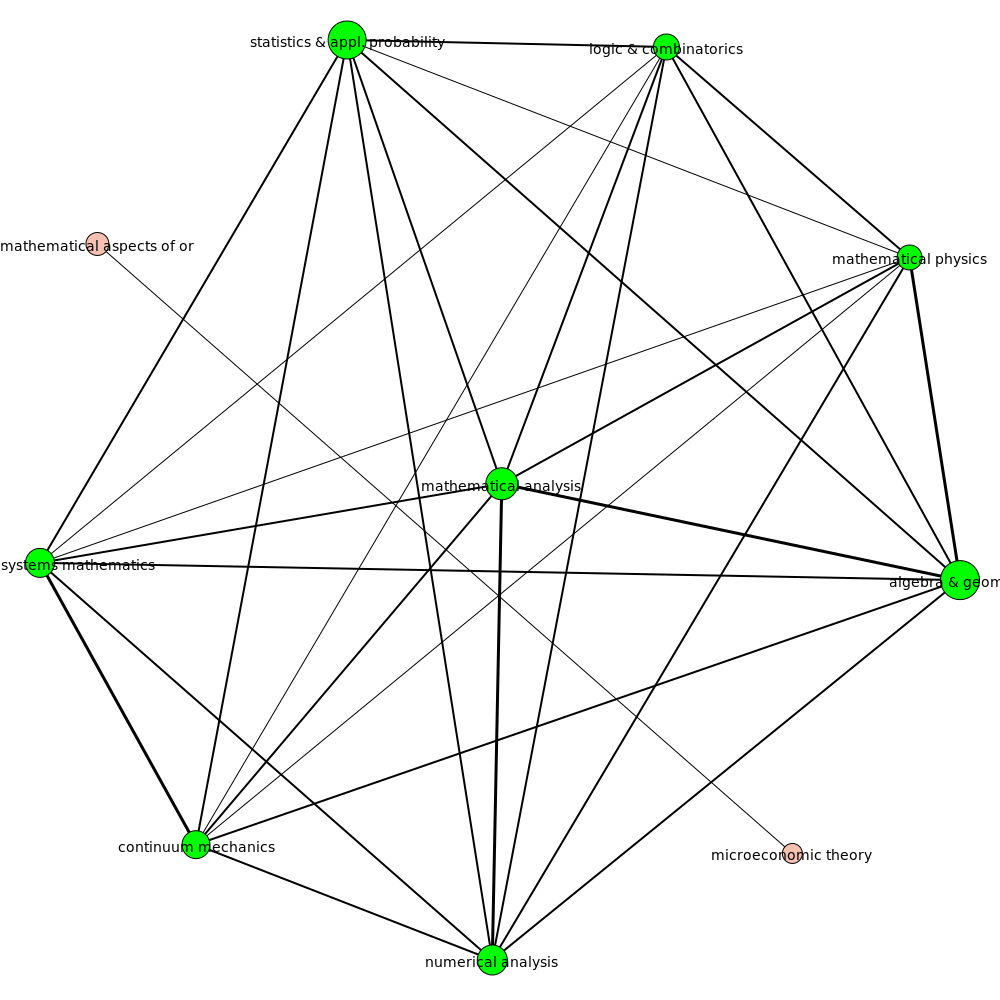 statistics & appl. probability
logic & combinatorics
mathematical aspects of or
mathematical physics
mathematical analysis
systems mathematics
algebra & geom
continuum mechanics
microeconomic theory
numerical analysis